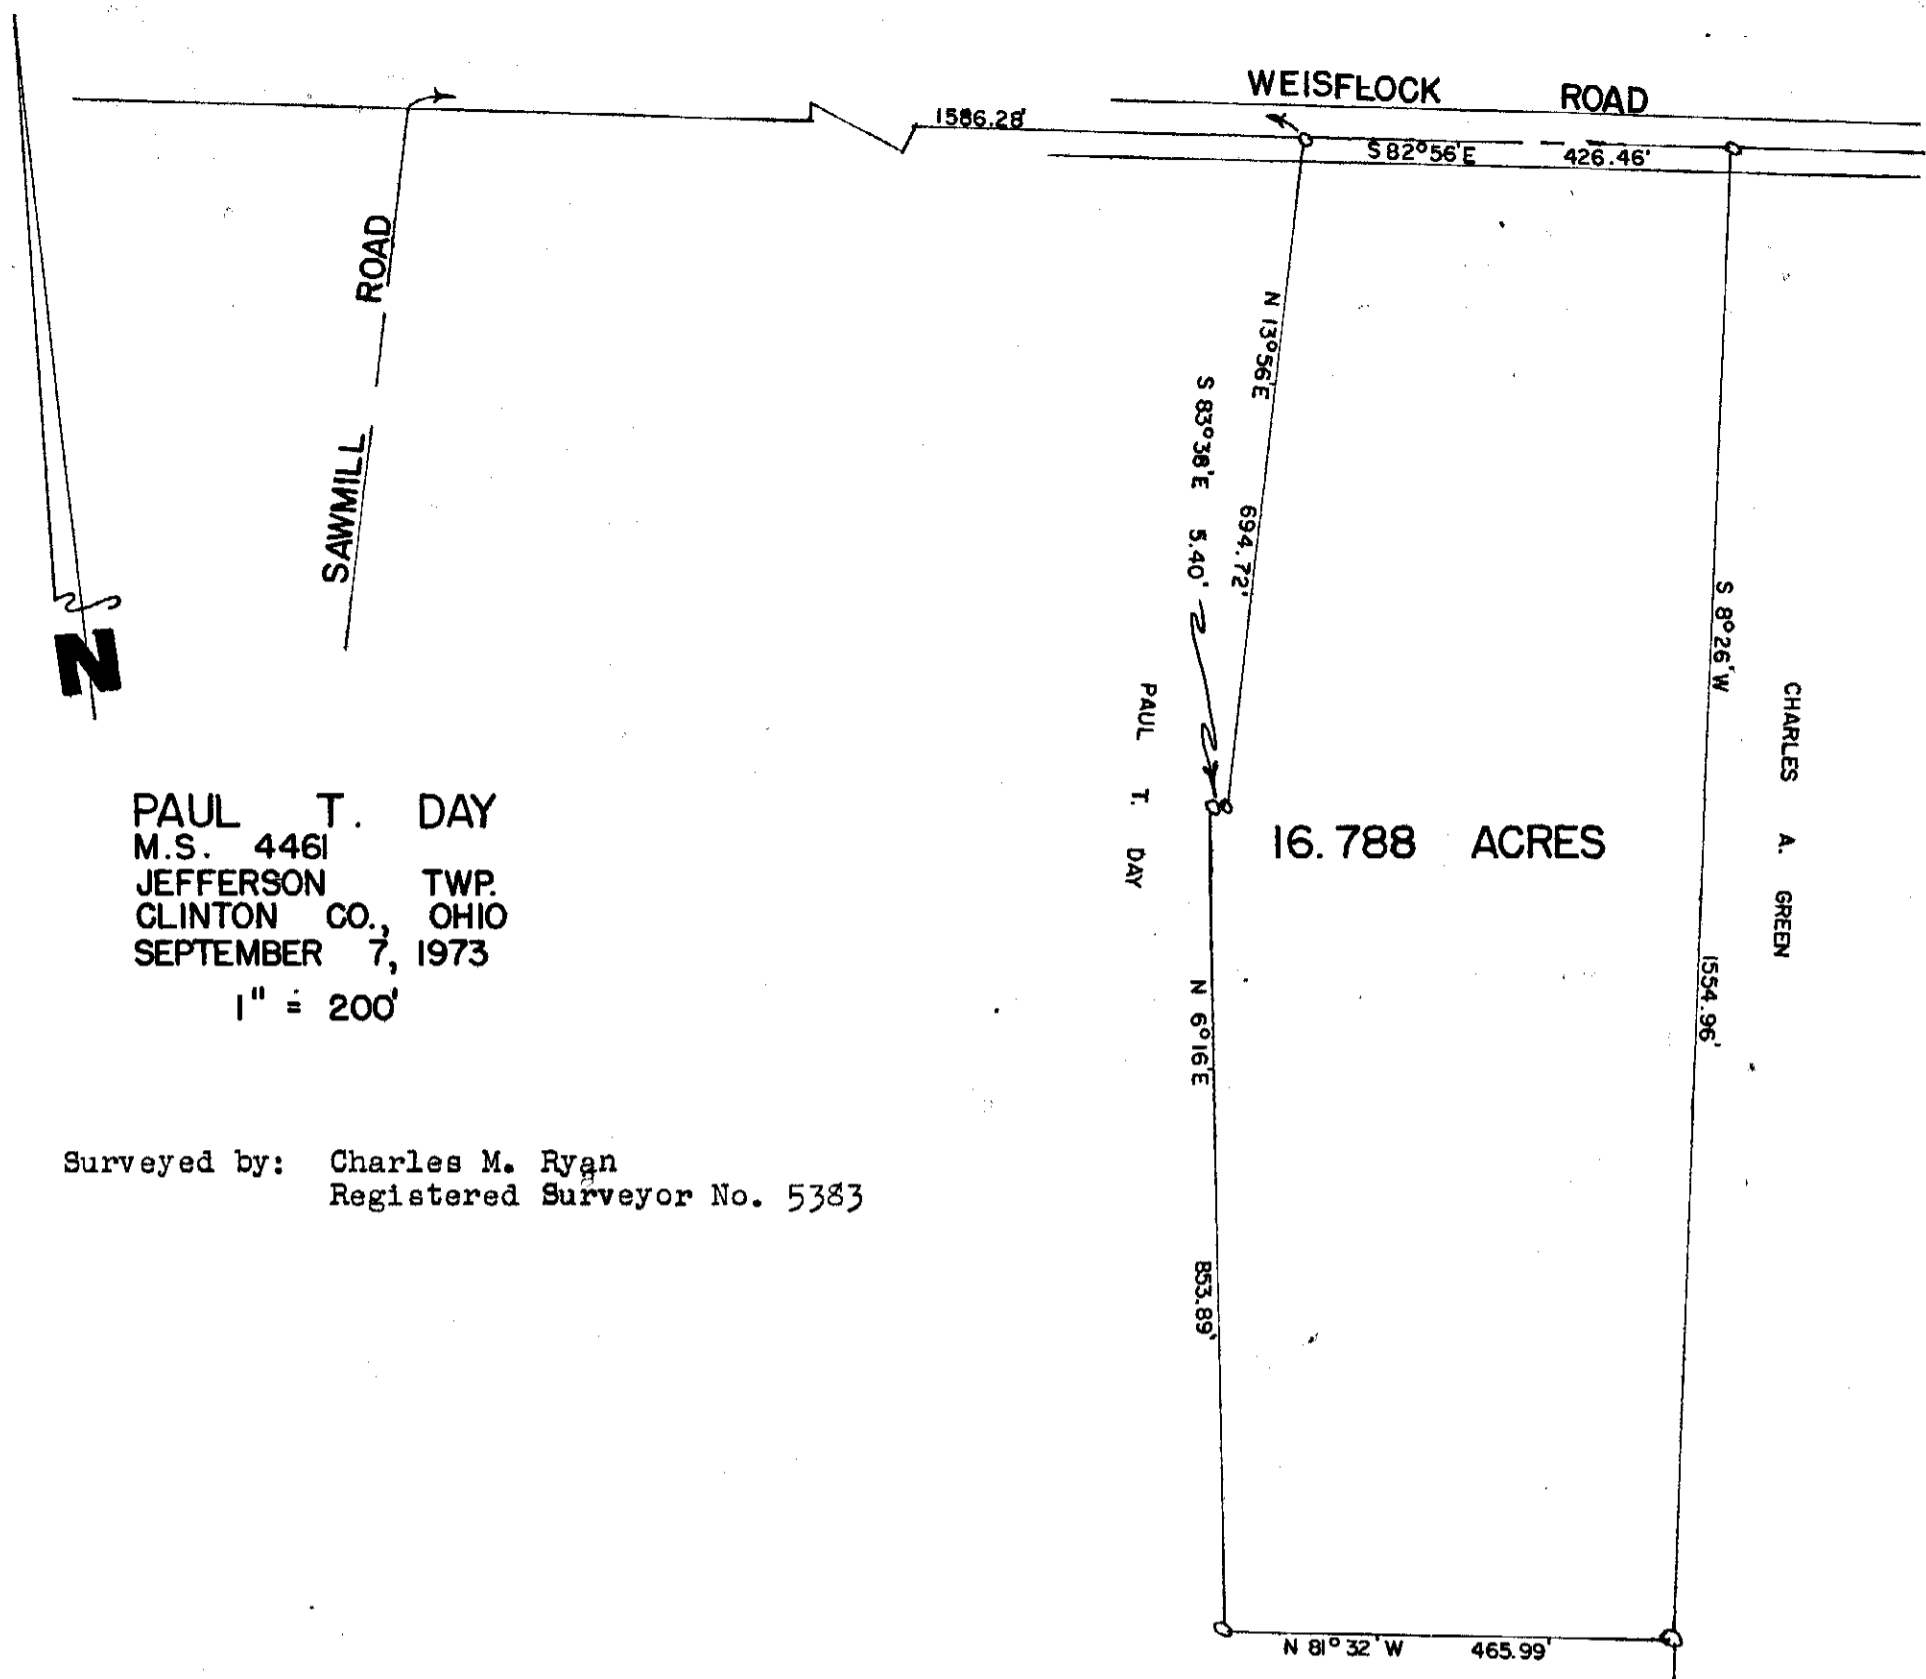 WEISFLOCK ROAD
1586.28'
S 82°56'E 426.46'
SAWMILL ROAD
N 13°56'E 694.72'
S 83°38'E 5.40'
S 8°26'W 1554.96'
CHARLES A. GREEN
PAUL T. DAY
N
16.788 ACRES
PAUL T. DAY
M.S. 4461
JEFFERSON TWP.
CLINTON CO., OHIO
SEPTEMBER 7, 1973
1" = 200'
N 6°16'E 853.89'
Surveyed by: Charles M. Ryan
Registered Surveyor No. 5383
N 81°32'W 465.99'